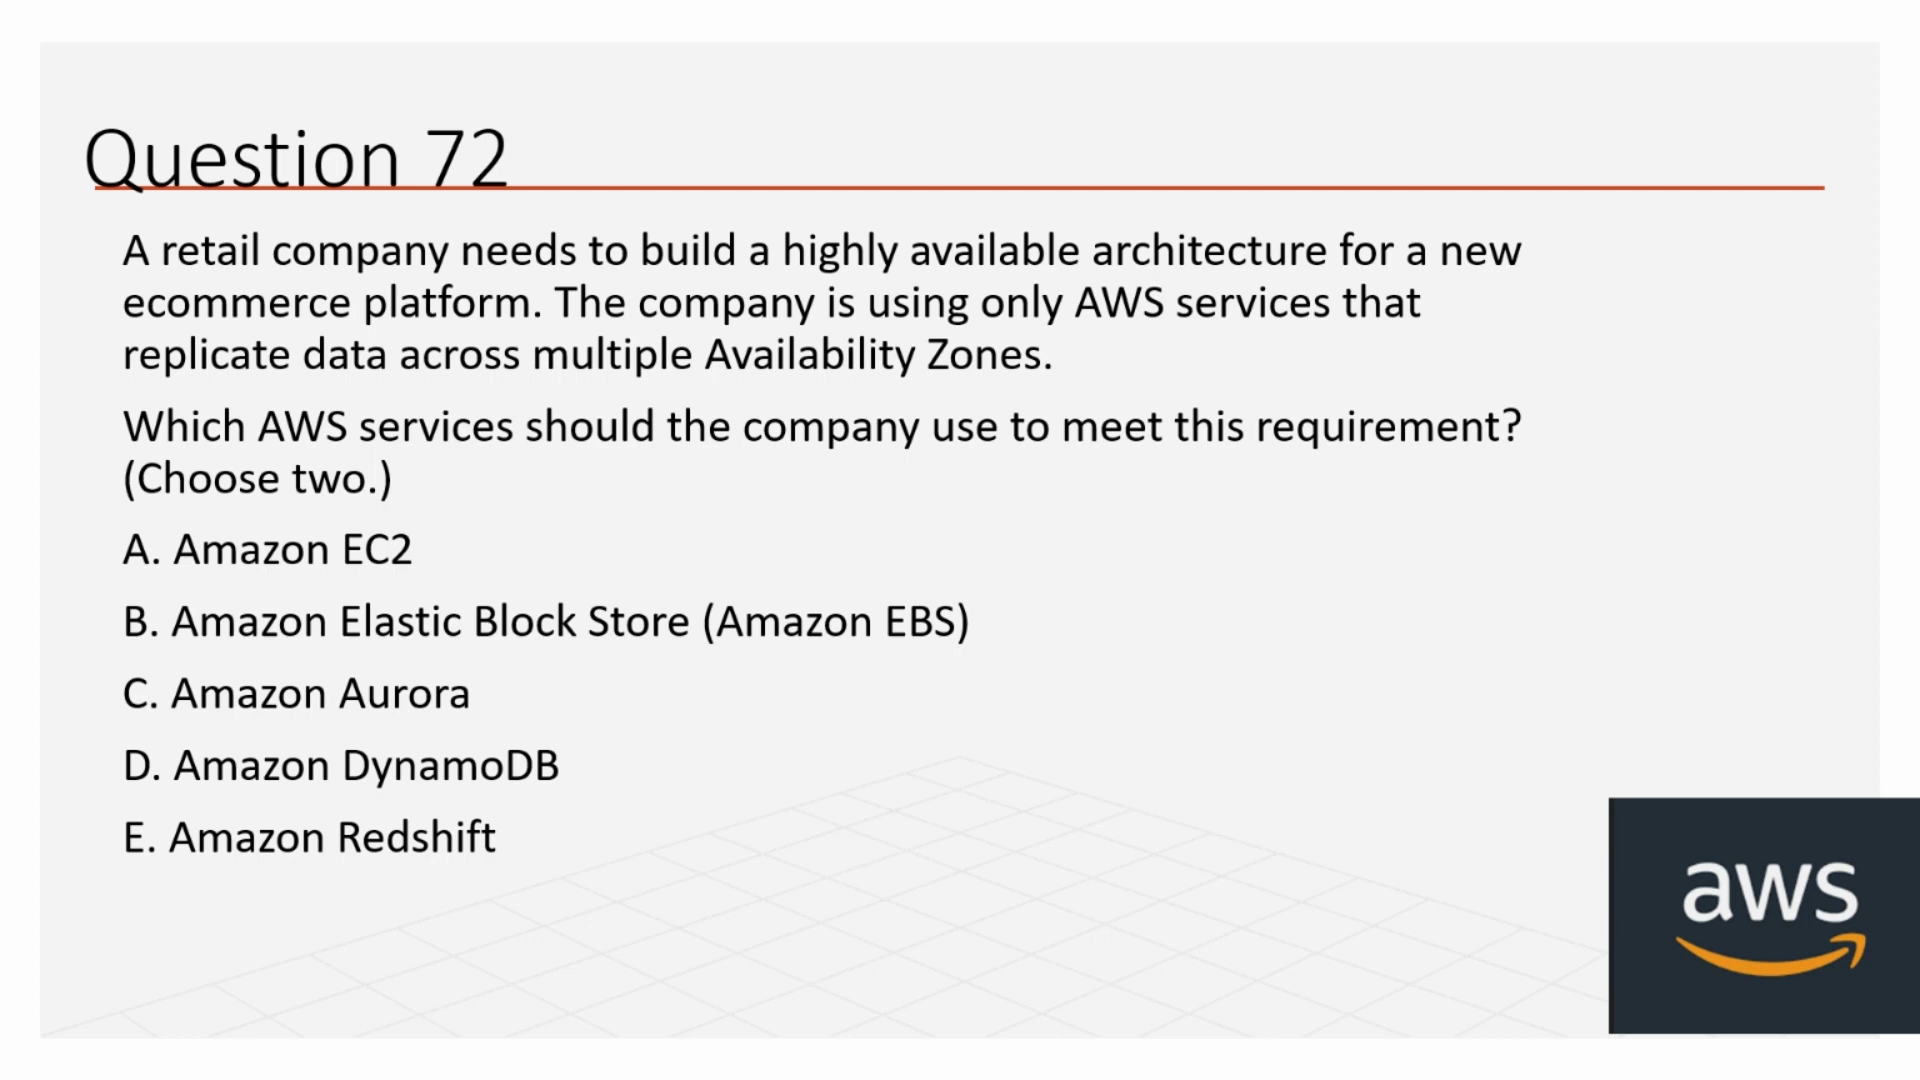 Question 72
A retail company needs to build a highly available architecture for a new
ecommerce platform. The company is using only AWS services that
replicate data across multiple Availability Zones.
Which AWS services should the company use to meet this requirement?
(Choose two.)
A. Amazon EC2
B. Amazon Elastic Block Store (Amazon EBS)
C. Amazon Aurora
D. Amazon DynamoDB
E. Amazon Redshift
aws